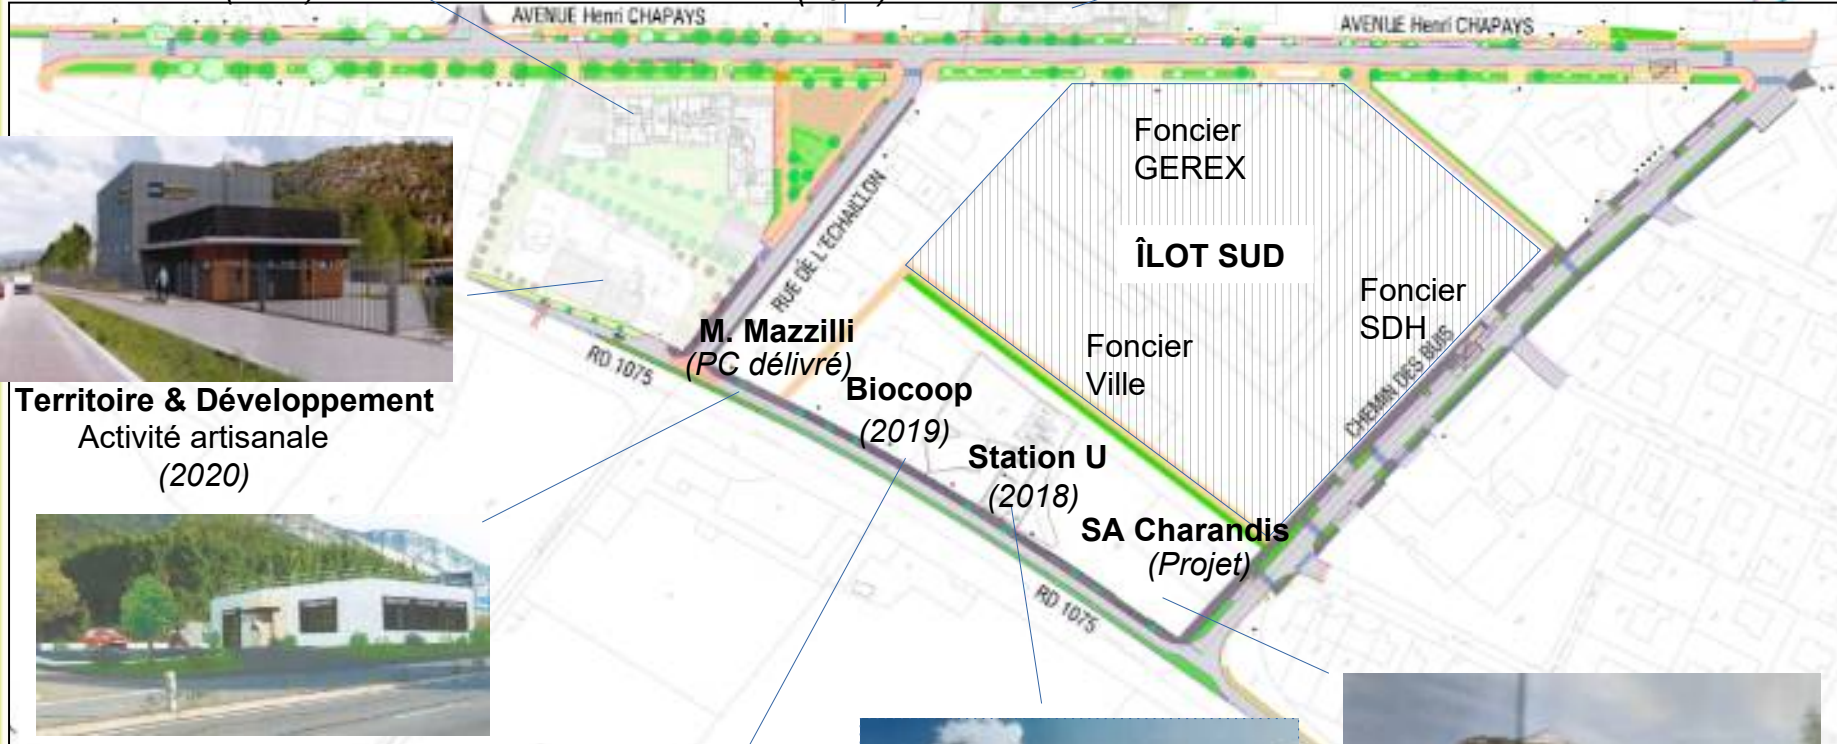 AVENUE Henri CHAPAYS
AVENUE Henri CHAPAYS
Foncier
GEREX
ÎLOT SUD
Foncier
SDH
Foncier
Ville
RUE DE L'ECHAILLON
CHEMIN DES BUIS
M. Mazzilli
(PC délivré)
RD 1075
Biocoop
(2019)
Station U
(2018)
SA Charandis
(Projet)
RD 1075
Territoire & Développement
Activité artisanale
(2020)